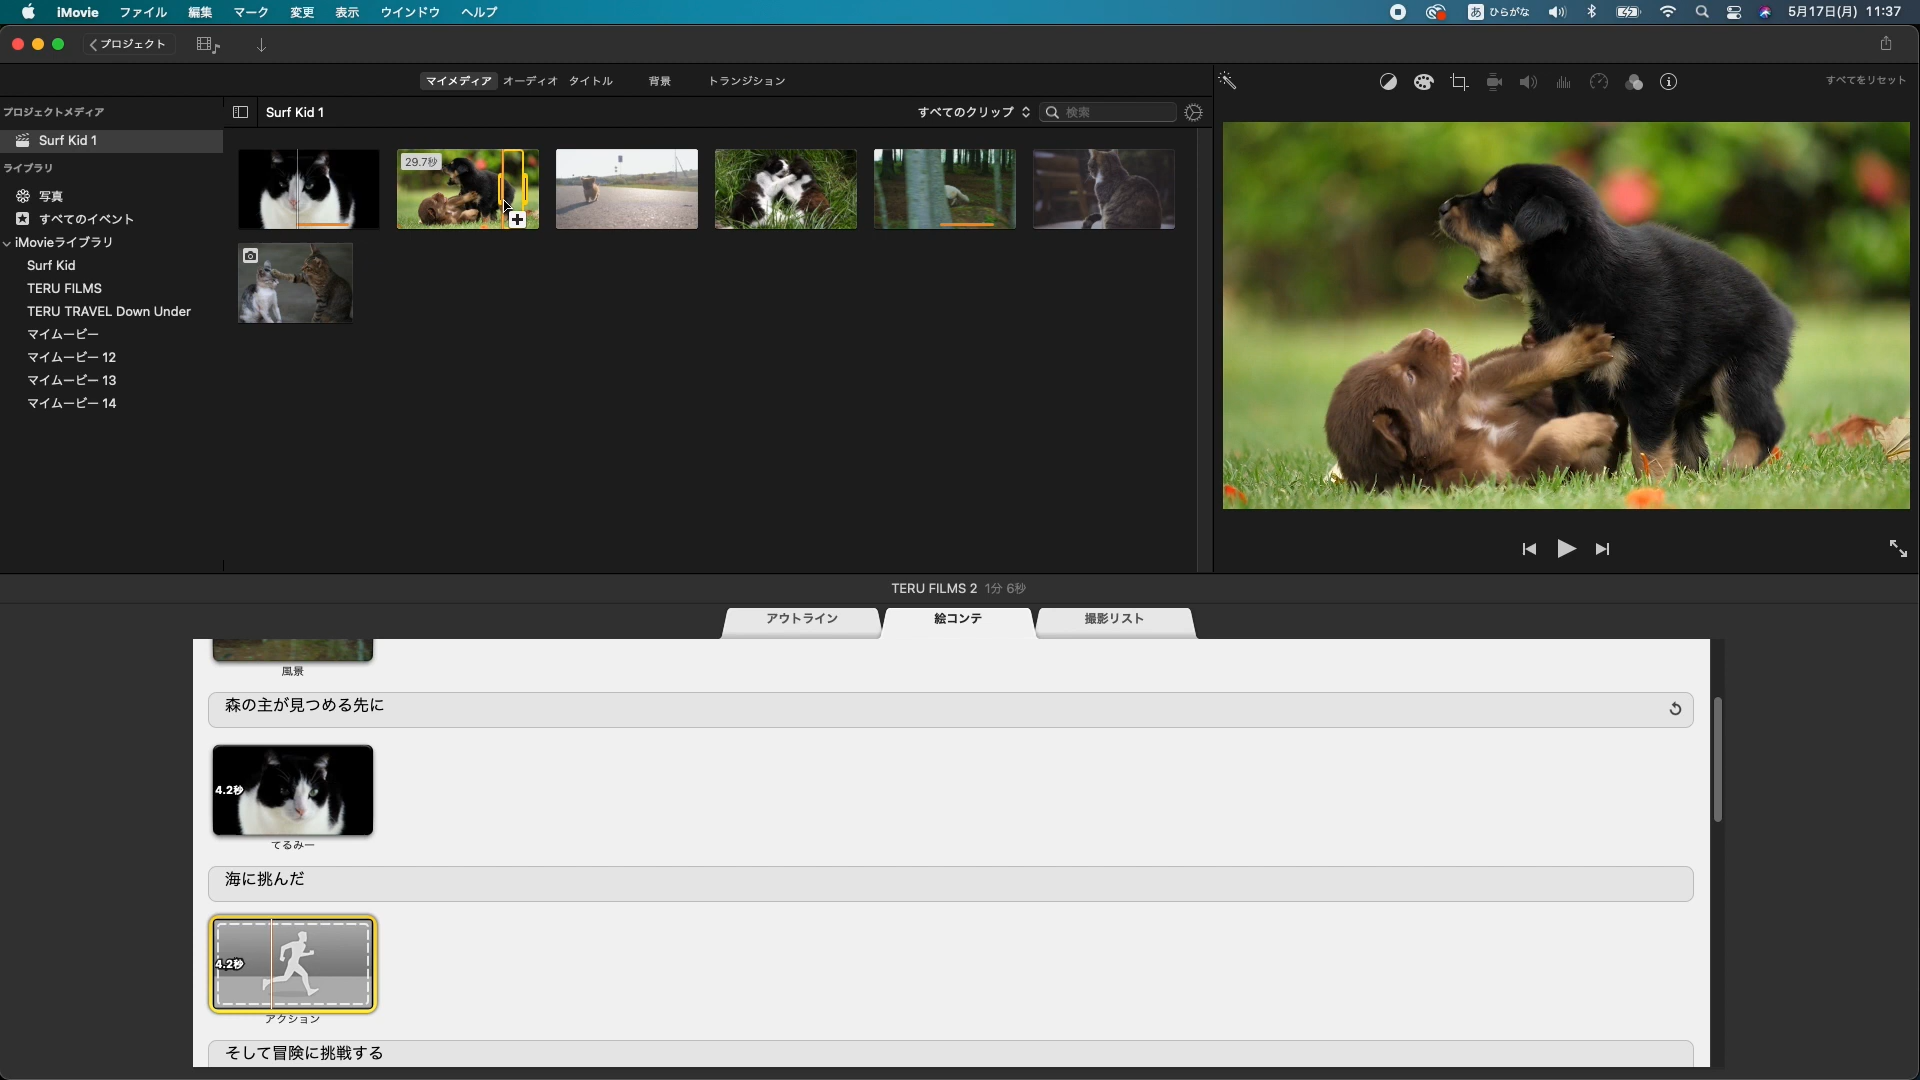 iMovie ファイル 編集 マーク 変更 表示 ウインドウ ヘルプ あ ひらがな 5月17日(月) 11:37
プロジェクト
マイメディア オーディオ タイトル 背景 トランジション すべてをリセット
プロジェクトメディア Surf Kid 1 すべてのクリップ 検索
Surf Kid 1
ライブラリ
写真
すべてのイベント
iMovieライブラリ
Surf Kid
TERU FILMS
TERU TRAVEL Down Under
マイムービー
マイムービー 12
マイムービー 13
マイムービー 14
29.7秒
TERU FILMS 2 1分 6秒
アウトライン 絵コンテ 撮影リスト
風景
森の主が見つめる先に
4.2秒
てるみー
海に挑んだ
4.2秒
アクション
そして冒険に挑戦する